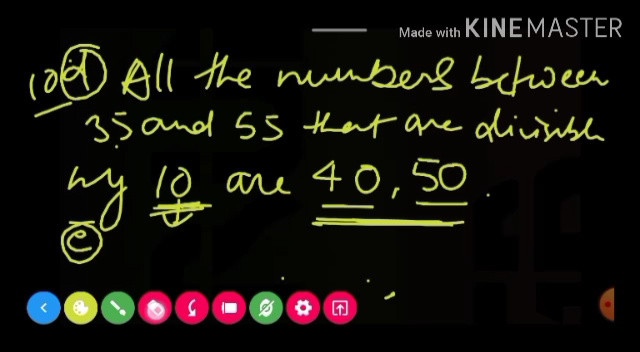 Made with KINEMASTER
10 d All the numbers between
35 and 55 that are divisible
by 10 are 40, 50.
e